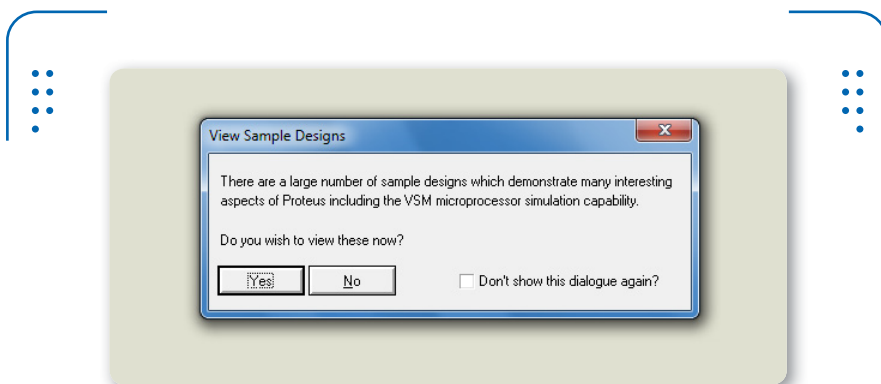 View Sample Designs
There are a large number of sample designs which demonstrate many interesting
aspects of Proteus including the VSM microprocessor simulation capability.
Do you wish to view these now?
Yes No Don't show this dialogue again?